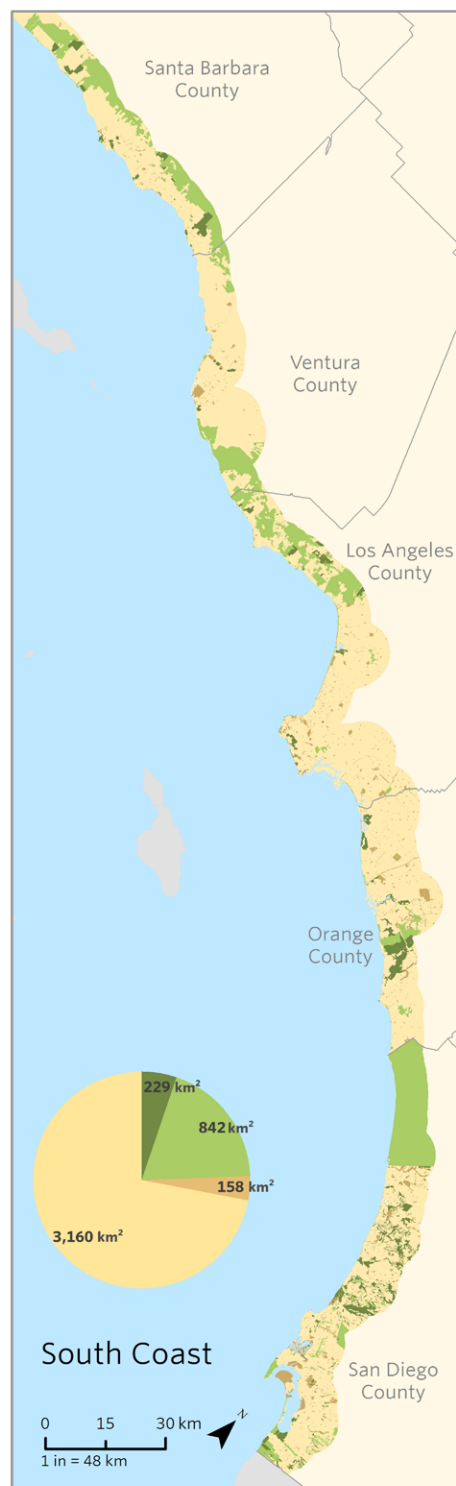 Santa Barbara
County
Ventura
County
Los Angeles
County
Orange
County
229 km²
842 km²
158 km²
3,160 km²
South Coast
San Diego
County
0 15 30 km
N
1 in = 48 km